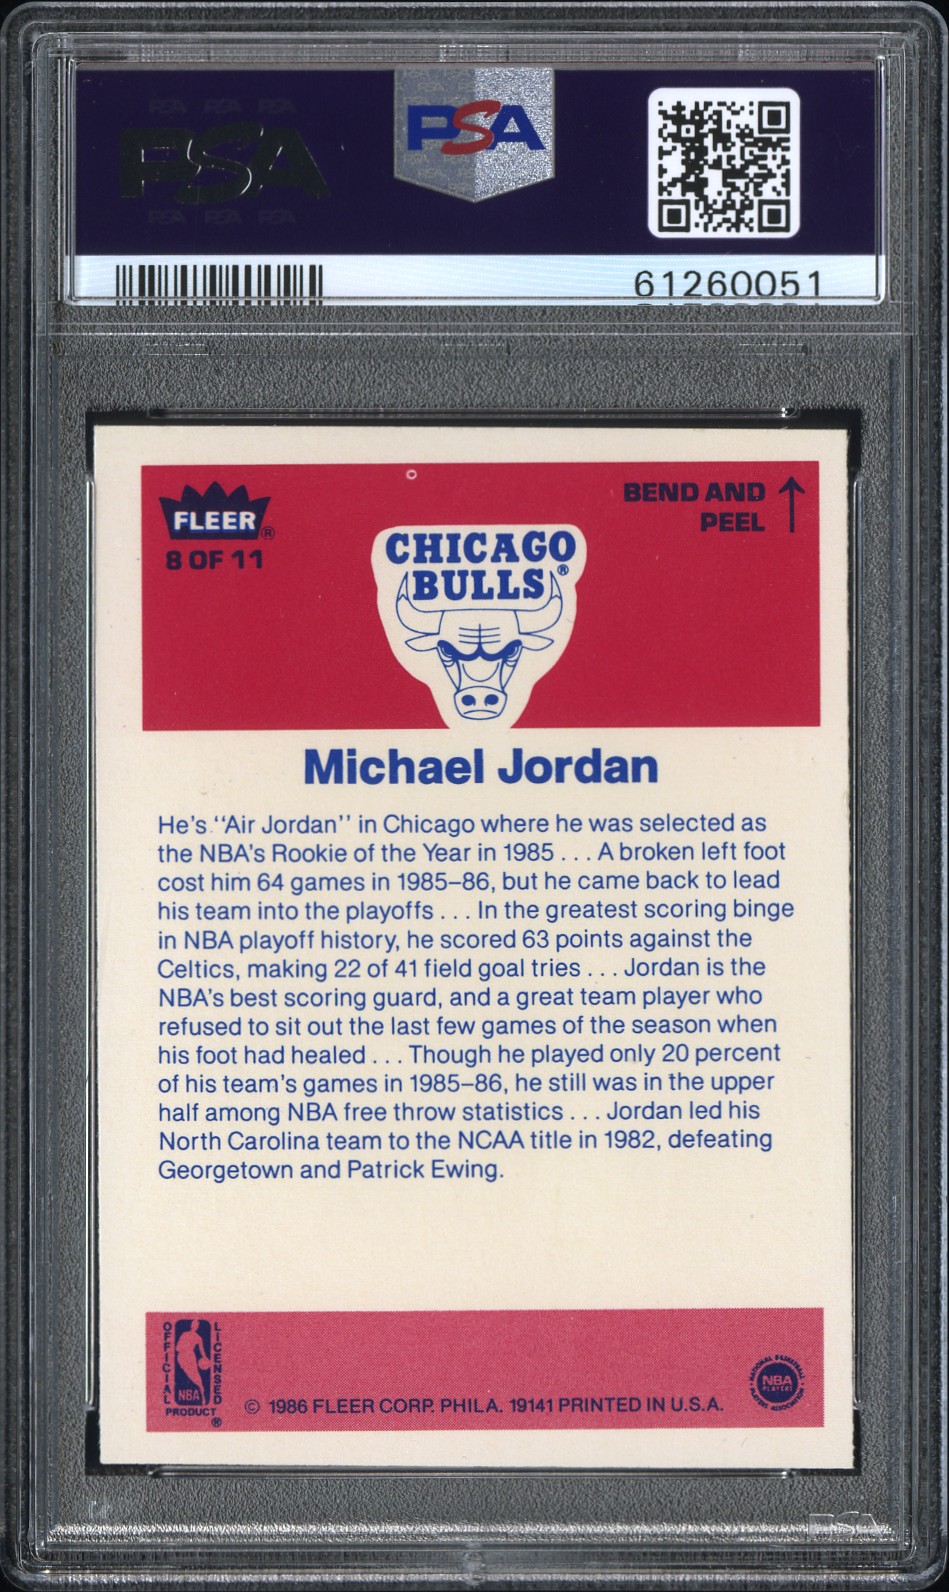 PSA
PSA
61260051
FLEER®
8 OF 11
BEND AND
PEEL
CHICAGO
BULLS®
Michael Jordan
He's "Air Jordan" in Chicago where he was selected as
the NBA's Rookie of the Year in 1985 . . . A broken left foot
cost him 64 games in 1985–86, but he came back to lead
his team into the playoffs . . . In the greatest scoring binge
in NBA playoff history, he scored 63 points against the
Celtics, making 22 of 41 field goal tries . . . Jordan is the
NBA's best scoring guard, and a great team player who
refused to sit out the last few games of the season when
his foot had healed . . . Though he played only 20 percent
of his team's games in 1985–86, he still was in the upper
half among NBA free throw statistics . . . Jordan led his
North Carolina team to the NCAA title in 1982, defeating
Georgetown and Patrick Ewing.
OFFICIAL
LICENSED
NBA
PRODUCT®
© 1986 FLEER CORP. PHILA. 19141 PRINTED IN U.S.A.
NATIONAL BASKETBALL
NBA
PLAYERS
PLAYERS ASSOCIATION
PSA